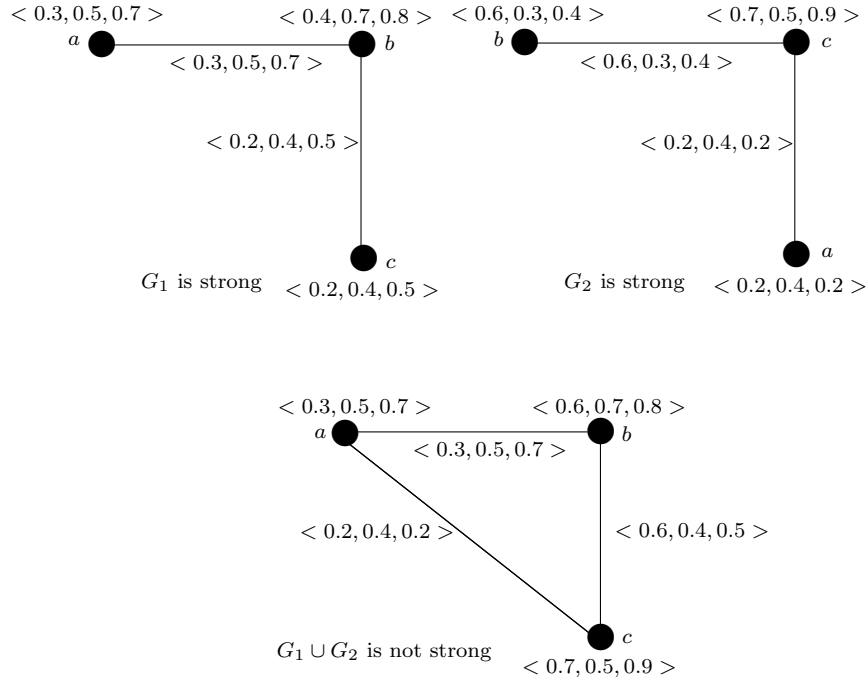 < 0.3, 0.5, 0.7 >
< 0.4, 0.7, 0.8 >
a
b
< 0.3, 0.5, 0.7 >
< 0.2, 0.4, 0.5 >
c
G1 is strong
< 0.2, 0.4, 0.5 >
< 0.6, 0.3, 0.4 >
< 0.7, 0.5, 0.9 >
b
c
< 0.6, 0.3, 0.4 >
< 0.2, 0.4, 0.2 >
a
G2 is strong
< 0.2, 0.4, 0.2 >
< 0.3, 0.5, 0.7 >
< 0.6, 0.7, 0.8 >
a
b
< 0.3, 0.5, 0.7 >
< 0.2, 0.4, 0.2 >
< 0.6, 0.4, 0.5 >
c
G1 ∪ G2 is not strong
< 0.7, 0.5, 0.9 >